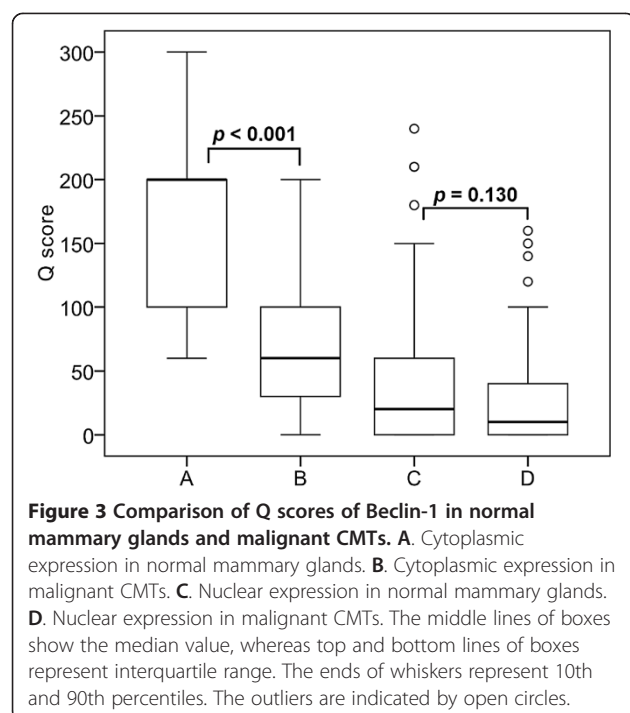 300
250
200
150
100
50
0
Q score
p < 0.001
p = 0.130
A B C D
Figure 3 Comparison of Q scores of Beclin-1 in normal
mammary glands and malignant CMTs. A. Cytoplasmic
expression in normal mammary glands. B. Cytoplasmic expression in
malignant CMTs. C. Nuclear expression in normal mammary glands.
D. Nuclear expression in malignant CMTs. The middle lines of boxes
show the median value, whereas top and bottom lines of boxes
represent interquartile range. The ends of whiskers represent 10th
and 90th percentiles. The outliers are indicated by open circles.